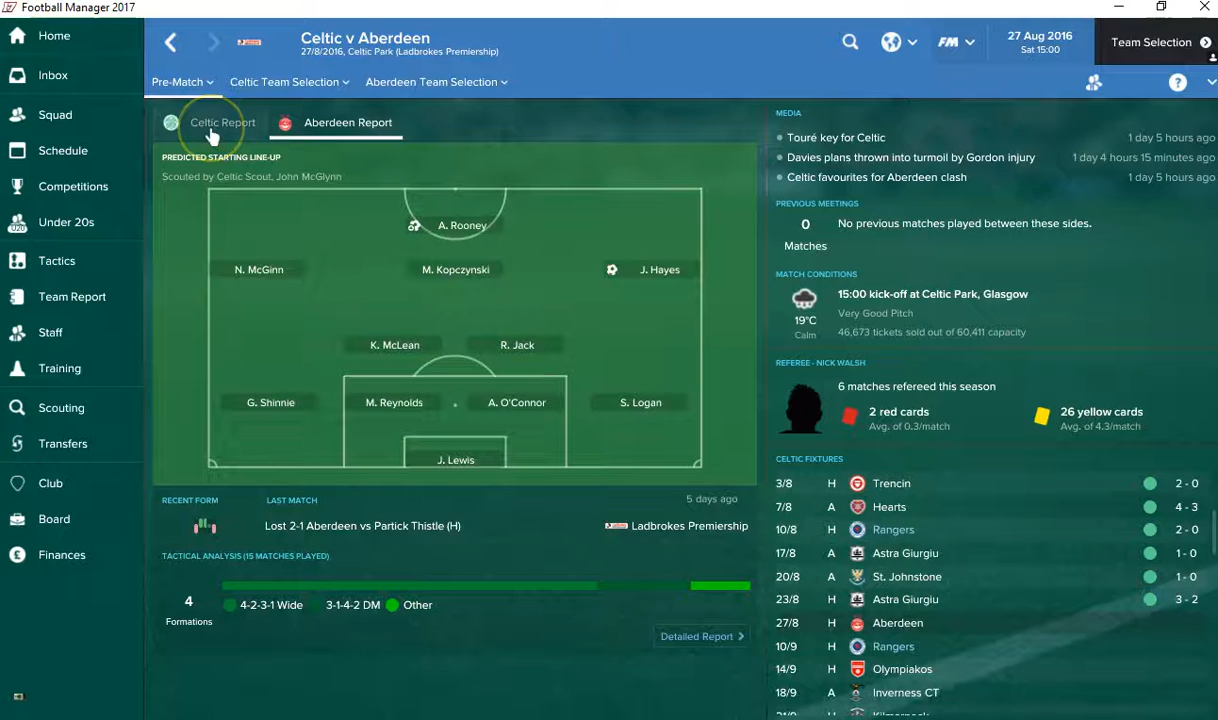 Football Manager 2017
Home
Inbox
Squad
Schedule
Competitions
Under 20s
Tactics
Team Report
Staff
Training
Scouting
Transfers
Club
Board
Finances
Celtic v Aberdeen
27/8/2016, Celtic Park (Ladbrokes Premiership)
FM
27 Aug 2016
Sat 15:00
Team Selection
Pre-Match
Celtic Team Selection
Aberdeen Team Selection
?
Celtic Report
Aberdeen Report
PREDICTED STARTING LINE-UP
Scouted by Celtic Scout, John McGlynn
A. Rooney
N. McGinn
M. Kopczynski
J. Hayes
K. McLean
R. Jack
G. Shinnie
M. Reynolds
A. O'Connor
S. Logan
J. Lewis
RECENT FORM
LAST MATCH
5 days ago
Lost 2-1 Aberdeen vs Partick Thistle (H)
Ladbrokes Premiership
TACTICAL ANALYSIS (15 MATCHES PLAYED)
4
Formations
4-2-3-1 Wide
3-1-4-2 DM
Other
Detailed Report
MEDIA
Touré key for Celtic 1 day 5 hours ago
Davies plans thrown into turmoil by Gordon injury 1 day 4 hours 15 minutes ago
Celtic favourites for Aberdeen clash 1 day 5 hours ago
PREVIOUS MEETINGS
0
Matches
No previous matches played between these sides.
MATCH CONDITIONS
19°C
Calm
15:00 kick-off at Celtic Park, Glasgow
Very Good Pitch
46,673 tickets sold out of 60,411 capacity
REFEREE - NICK WALSH
6 matches refereed this season
2 red cards
Avg. of 0.3/match
26 yellow cards
Avg. of 4.3/match
CELTIC FIXTURES
3/8 H Trencin 2 - 0
7/8 A Hearts 4 - 3
10/8 H Rangers 2 - 0
17/8 A Astra Giurgiu 1 - 0
20/8 A St. Johnstone 1 - 0
23/8 H Astra Giurgiu 3 - 2
27/8 H Aberdeen
10/9 H Rangers
14/9 H Olympiakos
18/9 A Inverness CT